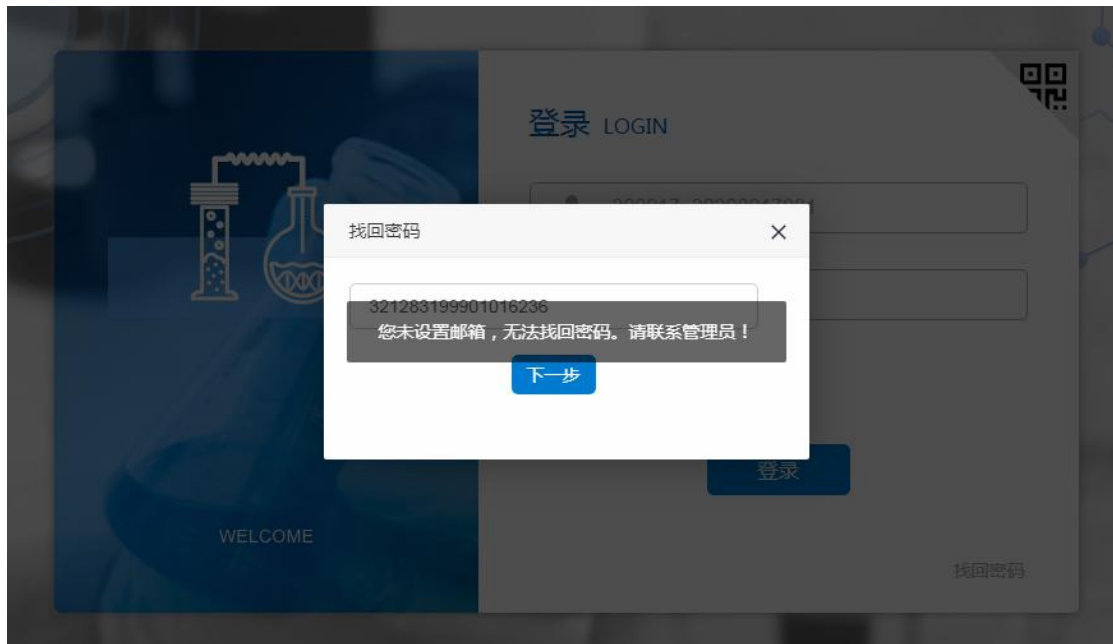 登录 LOGIN
找回密码
321283199901016236
您未设置邮箱，无法找回密码。请联系管理员！
下一步
登录
WELCOME
找回密码